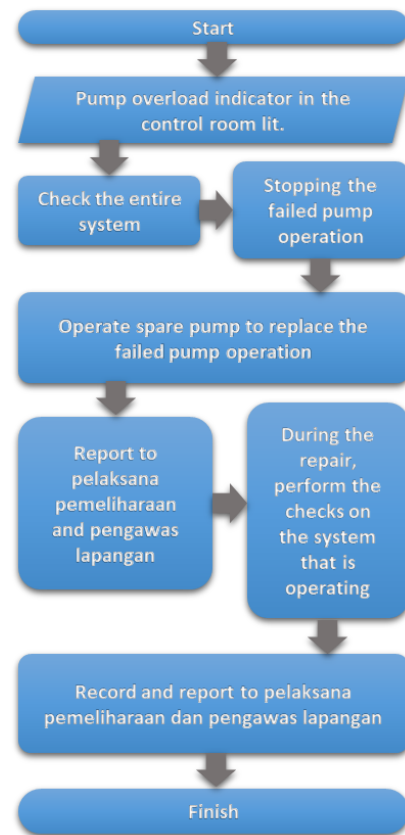 Start
Pump overload indicator in the
control room lit.
Check the entire
system
Stopping the
failed pump
operation
Operate spare pump to replace the
failed pump operation
Report to
pelaksana
pemeliharaan
and pengawas
lapangan
During the
repair,
perform the
checks on
the system
that is
operating
Record and report to pelaksana
pemeliharaan dan pengawas lapangan
Finish